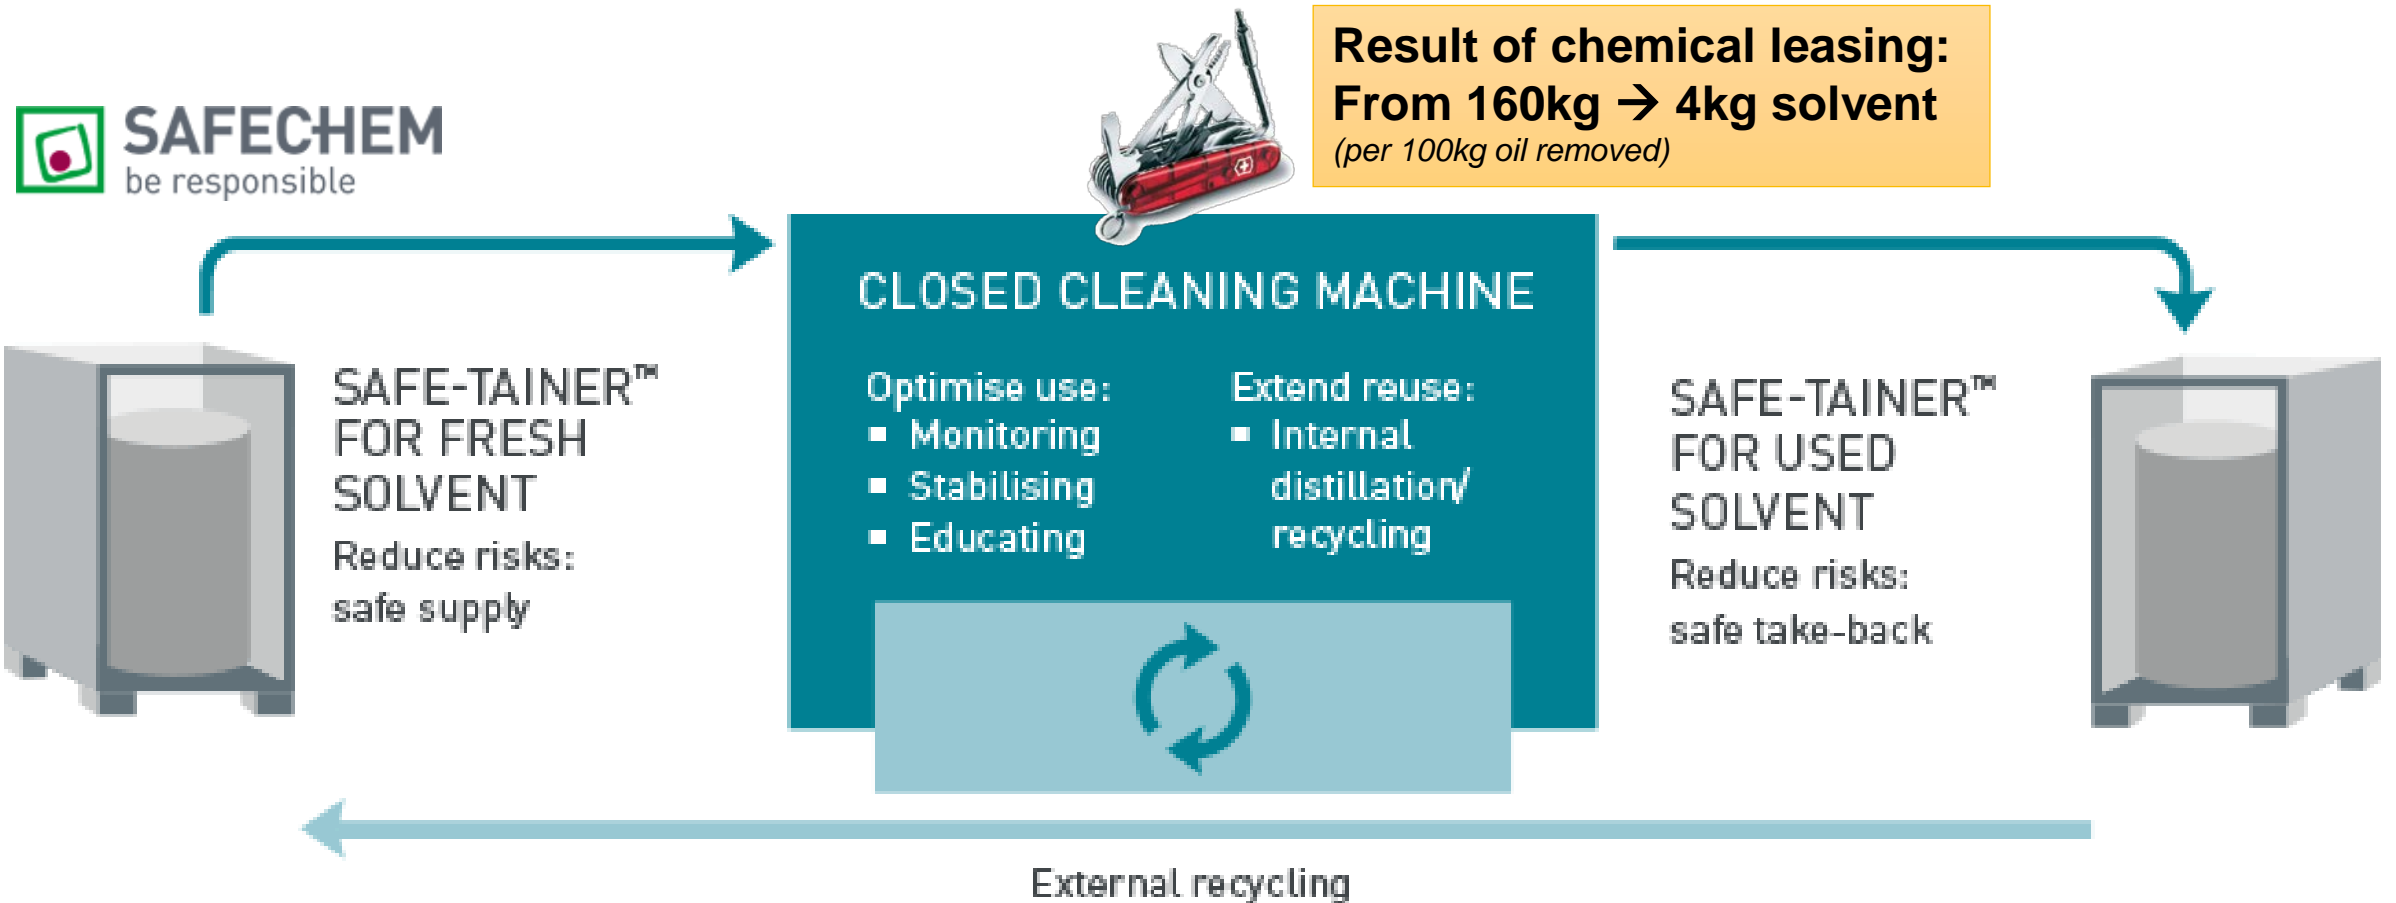 Result of chemical leasing:
From 160kg → 4kg solvent
(per 100kg oil removed)
SAFECHEM
be responsible
SAFE-TAINER™
FOR FRESH
SOLVENT
Reduce risks:
safe supply
CLOSED CLEANING MACHINE
Optimise use:
▪ Monitoring
▪ Stabilising
▪ Educating
Extend reuse:
▪ Internal
distillation/
recycling
SAFE-TAINER™
FOR USED
SOLVENT
Reduce risks:
safe take-back
External recycling